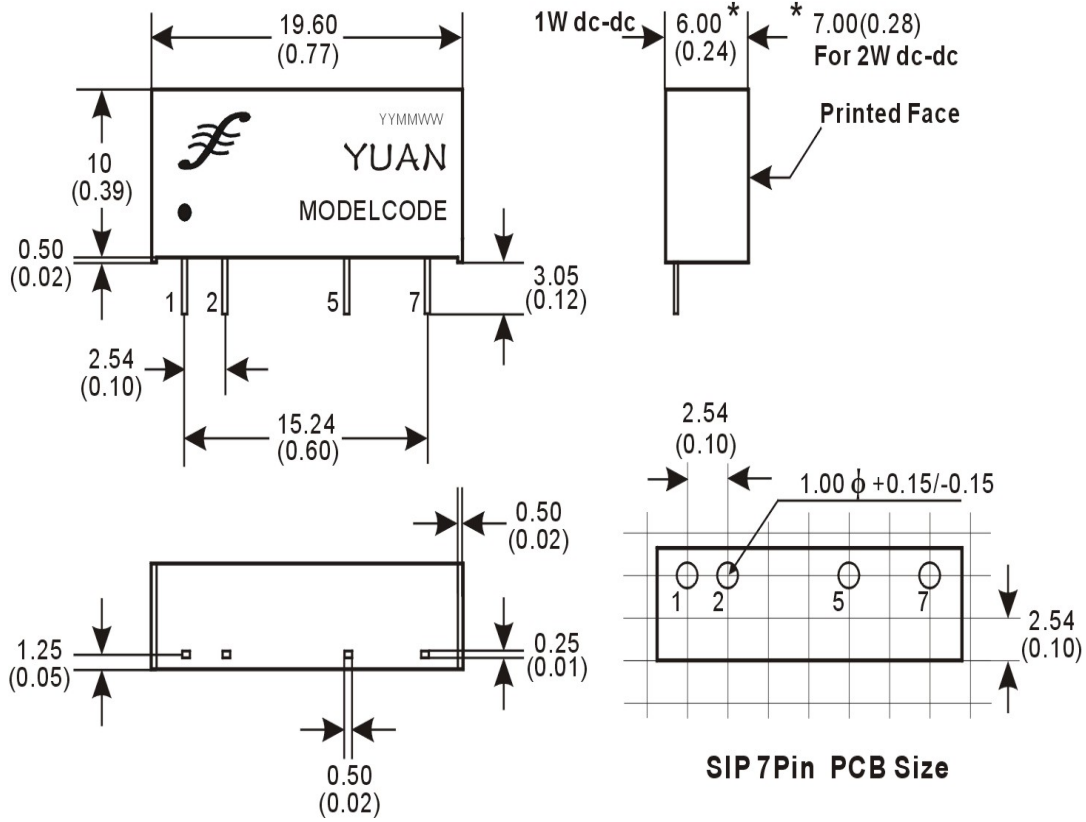 19.60
(0.77)
1W dc-dc
6.00 *
(0.24)
* 7.00(0.28)
For 2W dc-dc
Printed Face
YYMMWW
YUAN
MODELCODE
10
(0.39)
0.50
(0.02)
1 2 5 7
3.05
(0.12)
2.54
(0.10)
15.24
(0.60)
0.50
(0.02)
1.25
(0.05)
0.25
(0.01)
0.50
(0.02)
2.54
(0.10)
1.00 ϕ +0.15/-0.15
1 2 5 7
2.54
(0.10)
SIP 7Pin PCB Size